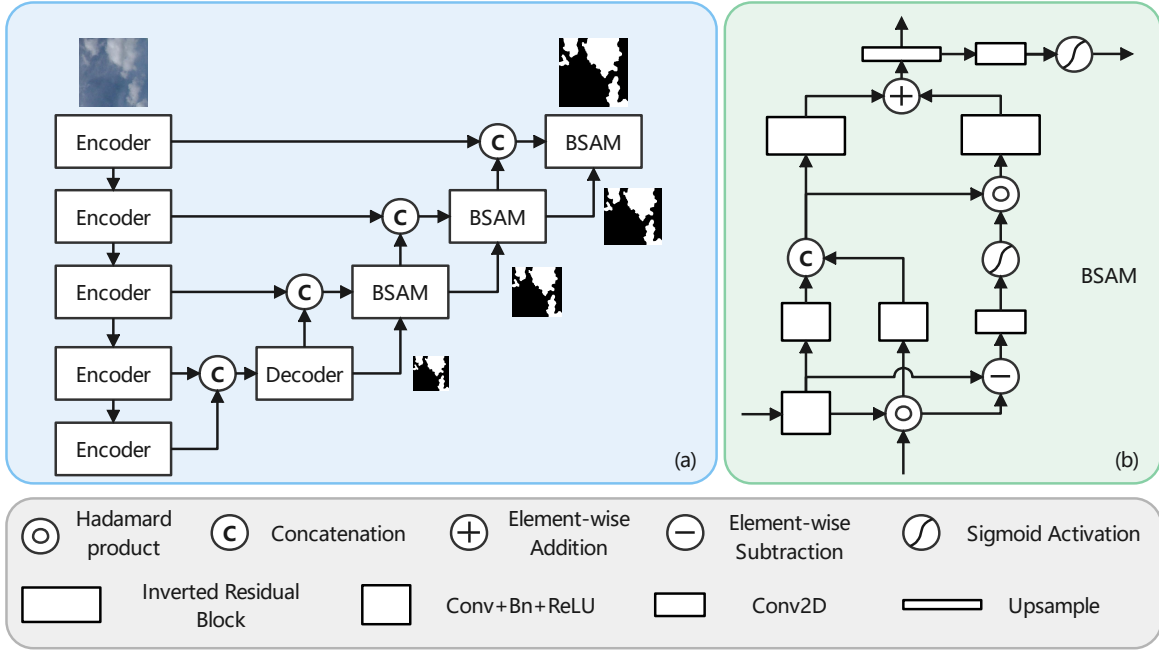 Encoder
C
BSAM
Encoder
C
BSAM
Encoder
C
BSAM
Encoder
C
Decoder
Encoder
(a)
C
BSAM
(b)
Hadamard
product
C
Concatenation
Element-wise
Addition
Element-wise
Subtraction
Sigmoid Activation
Inverted Residual
Block
Conv+Bn+ReLU
Conv2D
Upsample